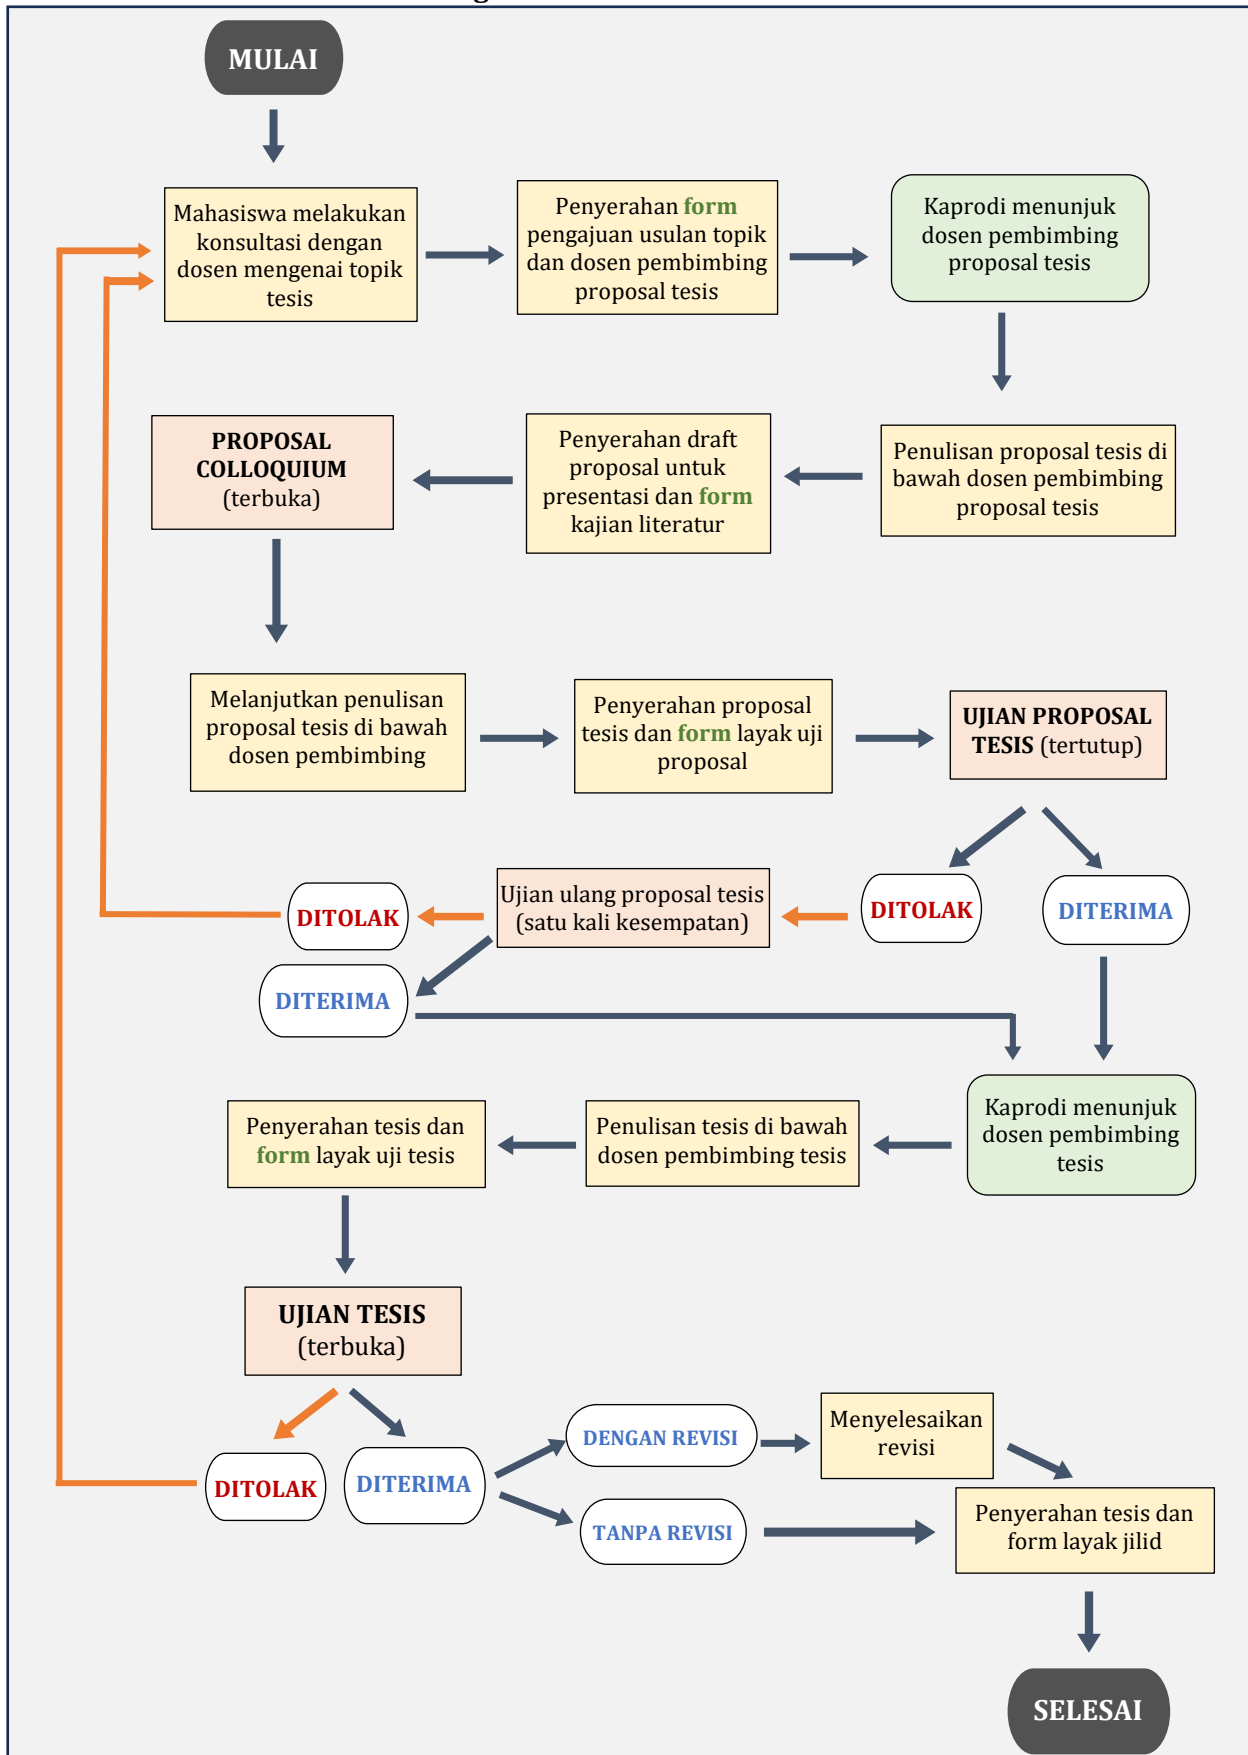 MULAI
Mahasiswa melakukan
konsultasi dengan
dosen mengenai topik
tesis
Penyerahan form
pengajuan usulan topik
dan dosen pembimbing
proposal tesis
Kaprodi menunjuk
dosen pembimbing
proposal tesis
PROPOSAL
COLLOQUIUM
(terbuka)
Penyerahan draft
proposal untuk
presentasi dan form
kajian literatur
Penulisan proposal tesis di
bawah dosen pembimbing
proposal tesis
Melanjutkan penulisan
proposal tesis di bawah
dosen pembimbing
Penyerahan proposal
tesis dan form layak uji
proposal
UJIAN PROPOSAL
TESIS (tertutup)
DITOLAK
Ujian ulang proposal tesis
(satu kali kesempatan)
DITOLAK
DITERIMA
DITERIMA
Penyerahan tesis dan
form layak uji tesis
Penulisan tesis di bawah
dosen pembimbing tesis
Kaprodi menunjuk
dosen pembimbing
tesis
UJIAN TESIS
(terbuka)
DITOLAK
DITERIMA
DENGAN REVISI
Menyelesaikan
revisi
TANPA REVISI
Penyerahan tesis dan
form layak jilid
SELESAI